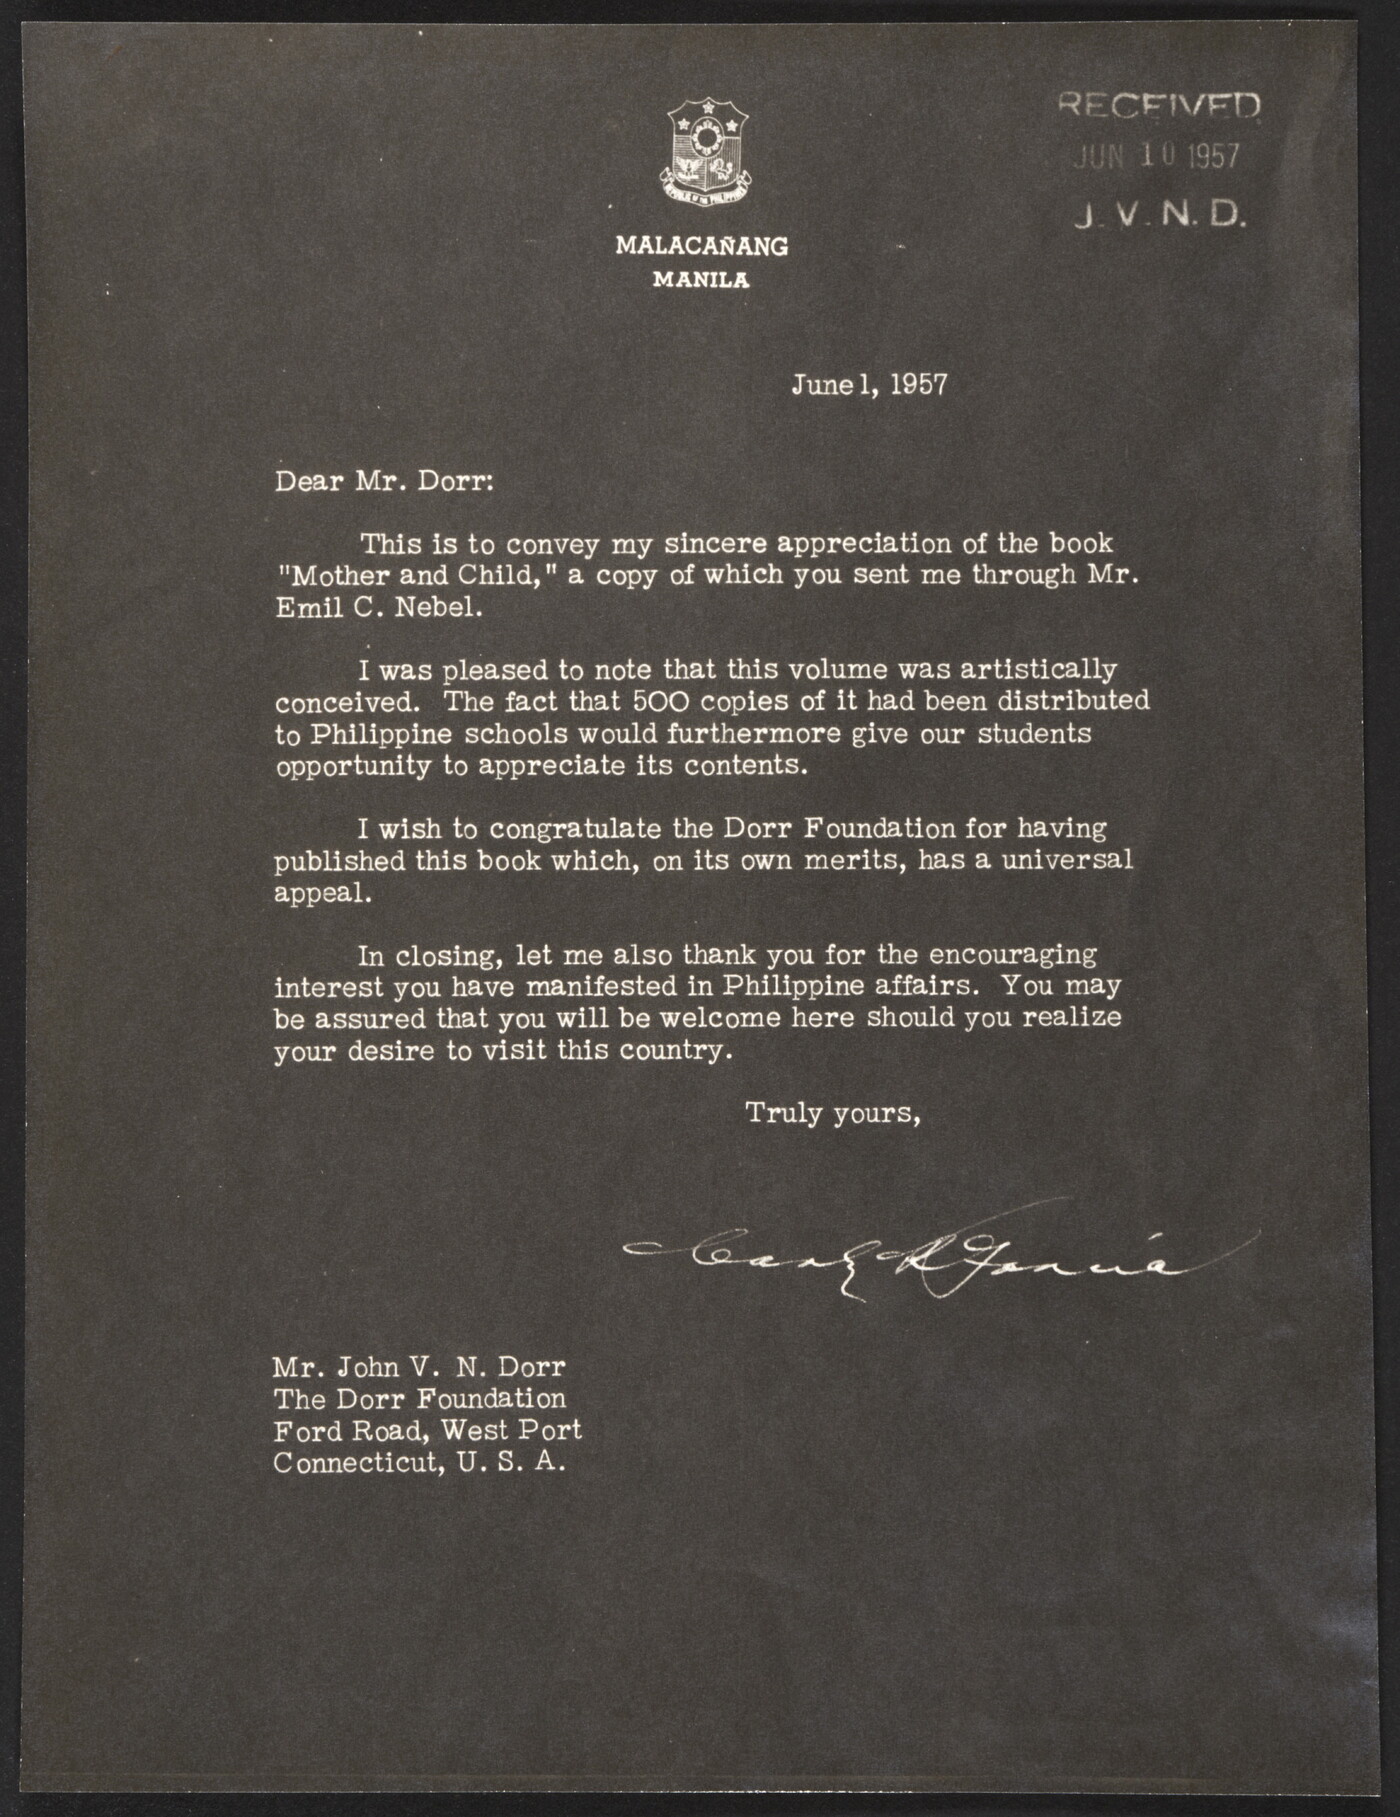 RECEIVED
JUN 10 1957
J. V. N. D.
REPUBLIC OF THE PHILIPPINES
MALACAÑANG
MANILA
June 1, 1957
Dear Mr. Dorr:
This is to convey my sincere appreciation of the book
"Mother and Child," a copy of which you sent me through Mr.
Emil C. Nebel.
I was pleased to note that this volume was artistically
conceived. The fact that 500 copies of it had been distributed
to Philippine schools would furthermore give our students
opportunity to appreciate its contents.
I wish to congratulate the Dorr Foundation for having
published this book which, on its own merits, has a universal
appeal.
In closing, let me also thank you for the encouraging
interest you have manifested in Philippine affairs. You may
be assured that you will be welcome here should you realize
your desire to visit this country.
Truly yours,
Carlos P Garcia
Mr. John V. N. Dorr
The Dorr Foundation
Ford Road, West Port
Connecticut, U. S. A.